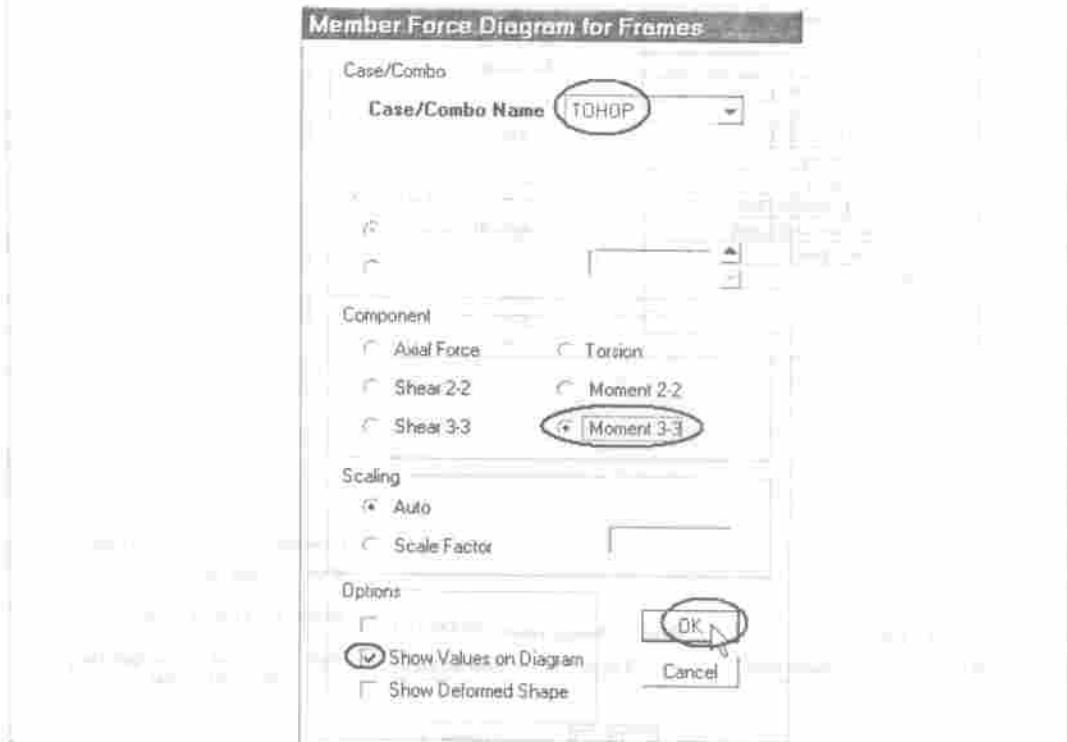 Member Force Diagram for Frames
Case/Combo
Case/Combo Name TOHOP
Component
Axial Force Torsion
Shear 2-2 Moment 2-2
Shear 3-3 Moment 3-3
Scaling
Auto
Scale Factor
Options
OK
Show Values on Diagram
Cancel
Show Deformed Shape